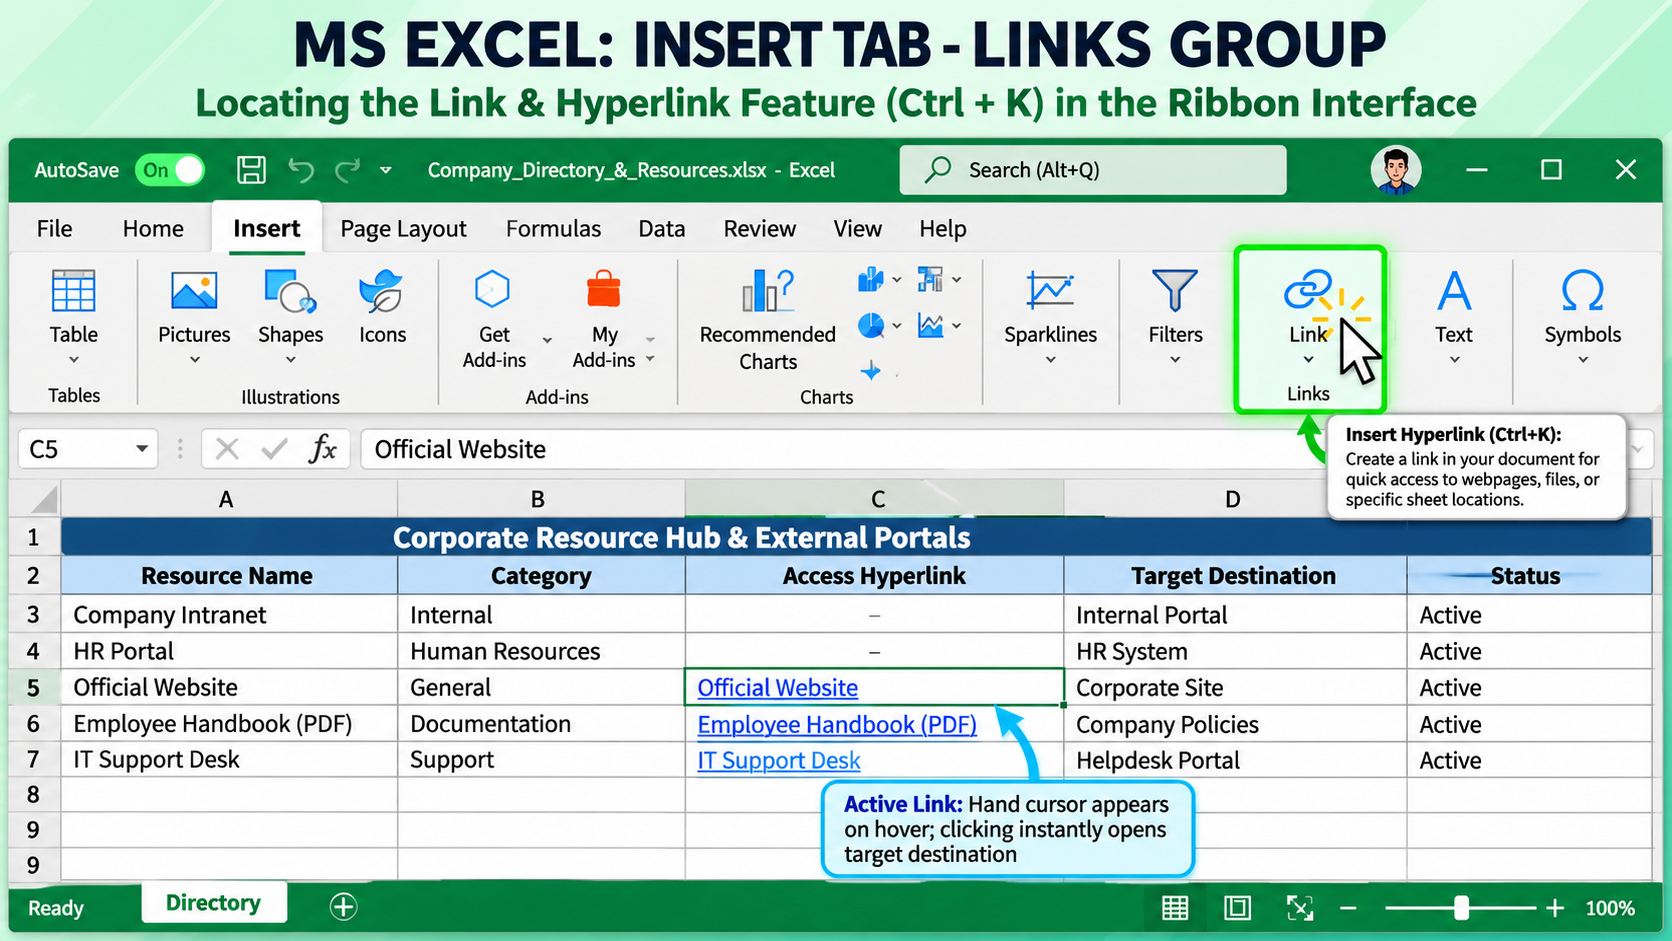 MS EXCEL: INSERT TAB - LINKS GROUP
Locating the Link & Hyperlink Feature (Ctrl + K) in the Ribbon Interface
AutoSave On Company_Directory_&_Resources.xlsx - Excel Search (Alt+Q)
File Home Insert Page Layout Formulas Data Review View Help
Table Pictures Shapes Icons Get Add-ins My Add-ins Recommended Charts Sparklines Filters Link Text Symbols
Tables Illustrations Add-ins Charts Links
C5 fx Official Website
Insert Hyperlink (Ctrl+K):
Create a link in your document for
quick access to webpages, files, or
specific sheet locations.
A B C D
1 Corporate Resource Hub & External Portals
2 Resource Name Category Access Hyperlink Target Destination Status
3 Company Intranet Internal – Internal Portal Active
4 HR Portal Human Resources – HR System Active
5 Official Website General Official Website Corporate Site Active
6 Employee Handbook (PDF) Documentation Employee Handbook (PDF) Company Policies Active
7 IT Support Desk Support IT Support Desk Helpdesk Portal Active
8
9
9
Active Link: Hand cursor appears
on hover; clicking instantly opens
target destination
Ready Directory 100%